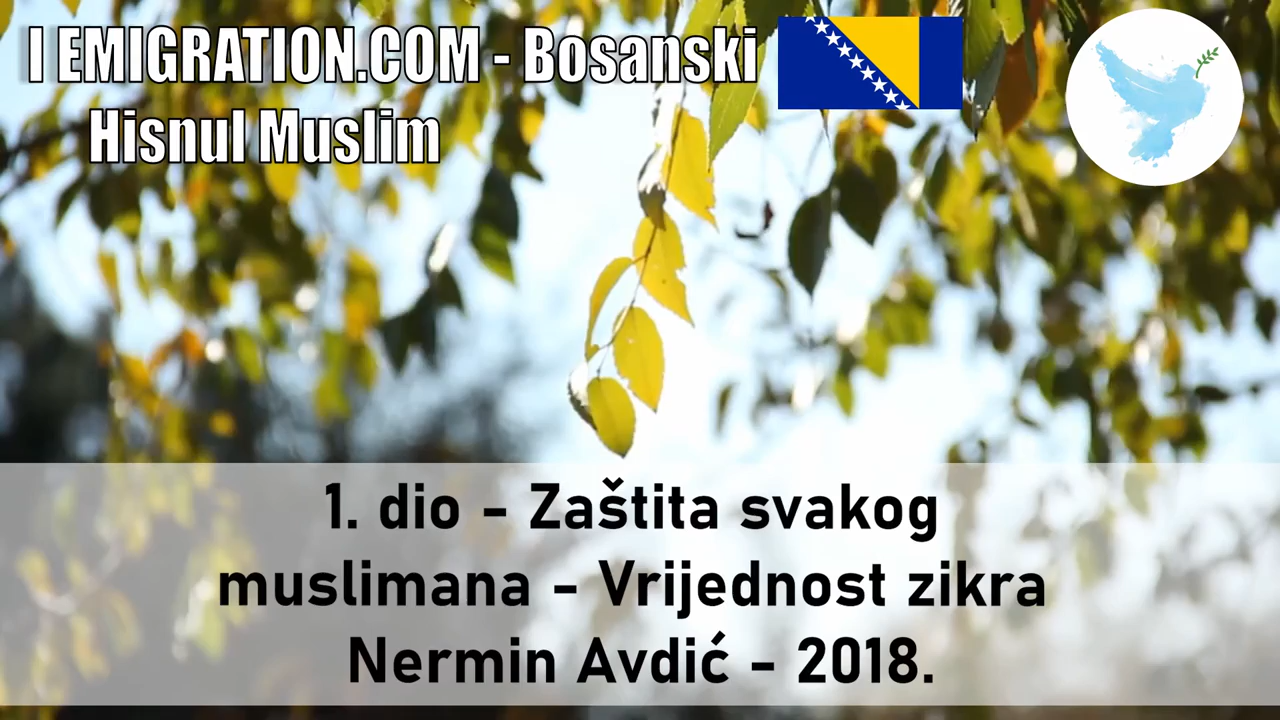 I EMIGRATION.COM - Bosanski
Hisnul Muslim
1. dio - Zaštita svakog
muslimana - Vrijednost zikra
Nermin Avdić - 2018.